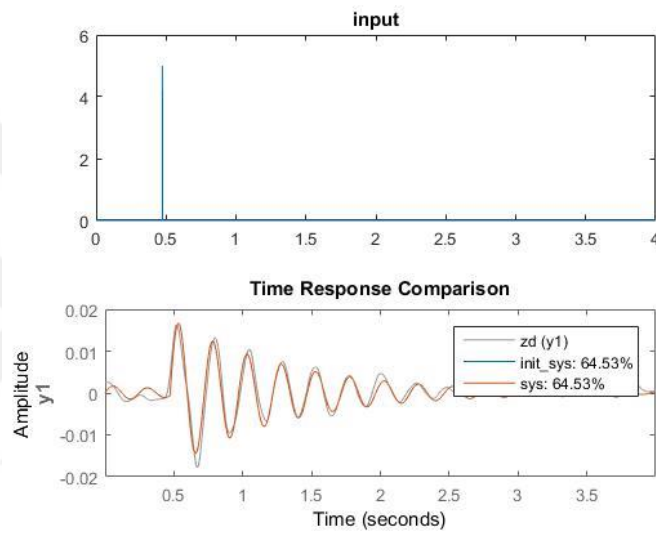 input
6
4
2
0
0 0.5 1 1.5 2 2.5 3 3.5 4
Time Response Comparison
0.02
0.01
0
-0.01
-0.02
Amplitude
y1
zd (y1)
init_sys: 64.53%
sys: 64.53%
0.5 1 1.5 2 2.5 3 3.5
Time (seconds)